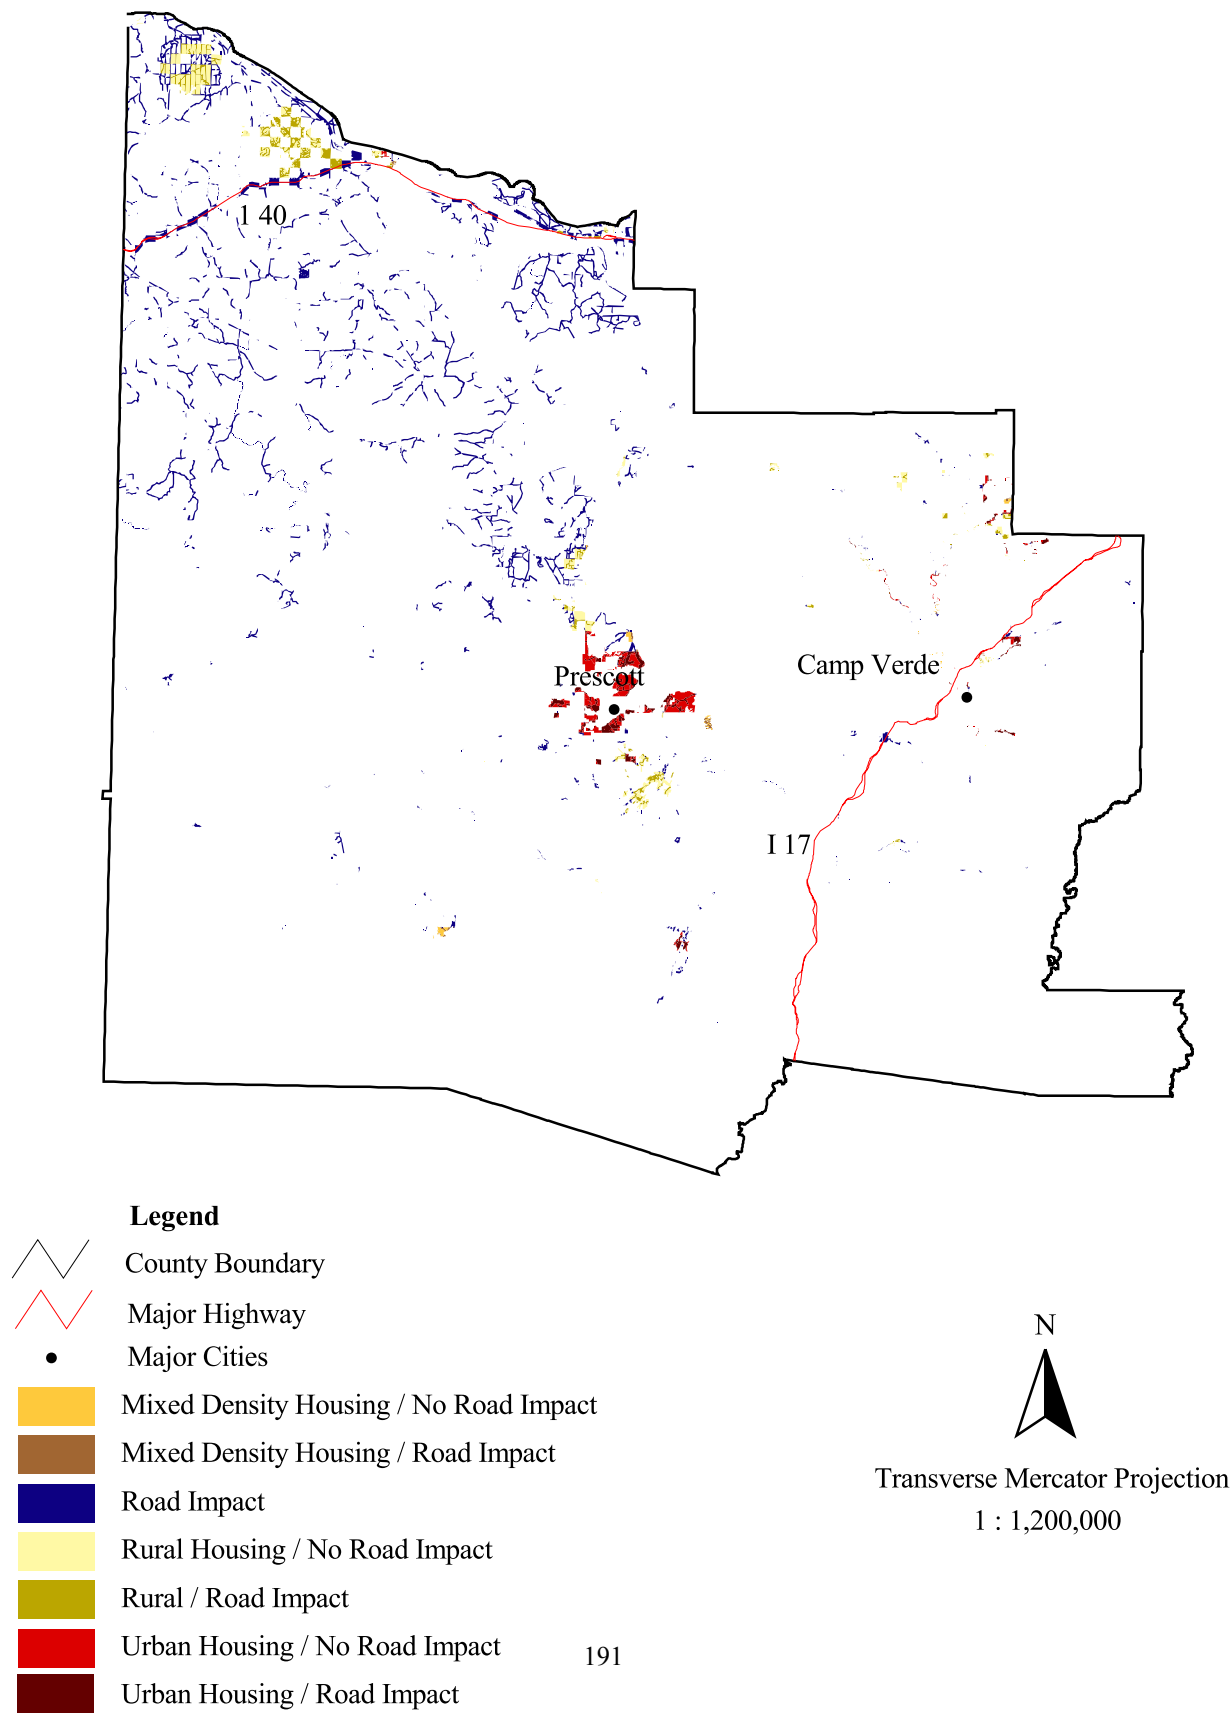 1 40
Prescott
Camp Verde
I 17
Legend
County Boundary
Major Highway
Major Cities
Mixed Density Housing / No Road Impact
Mixed Density Housing / Road Impact
Road Impact
Rural Housing / No Road Impact
Rural / Road Impact
Urban Housing / No Road Impact
Urban Housing / Road Impact
N
Transverse Mercator Projection
1 : 1,200,000
191